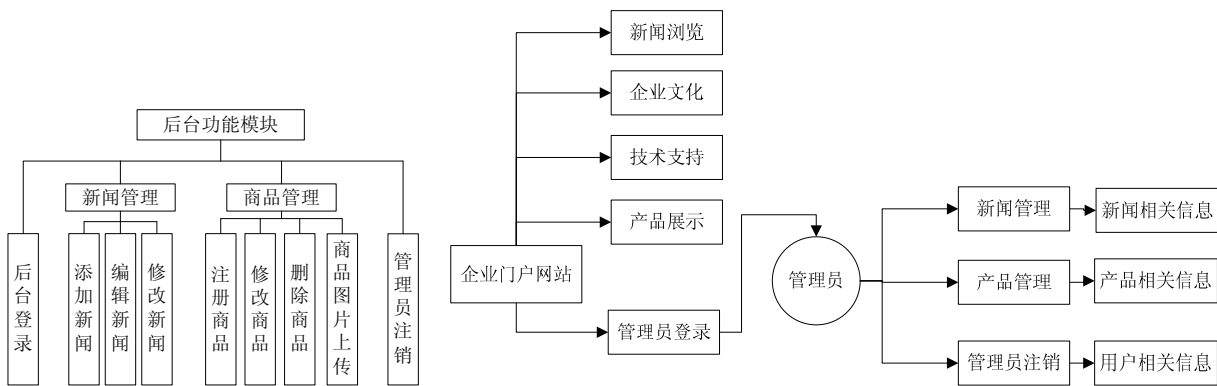 后台功能模块
新闻管理
商品管理
后台登录
添加新闻
编辑新闻
修改新闻
注册商品
修改商品
删除商品
商品图片上传
管理员注销
新闻浏览
企业文化
技术支持
产品展示
企业门户网站
管理员登录
管理员
新闻管理
新闻相关信息
产品管理
产品相关信息
管理员注销
用户相关信息